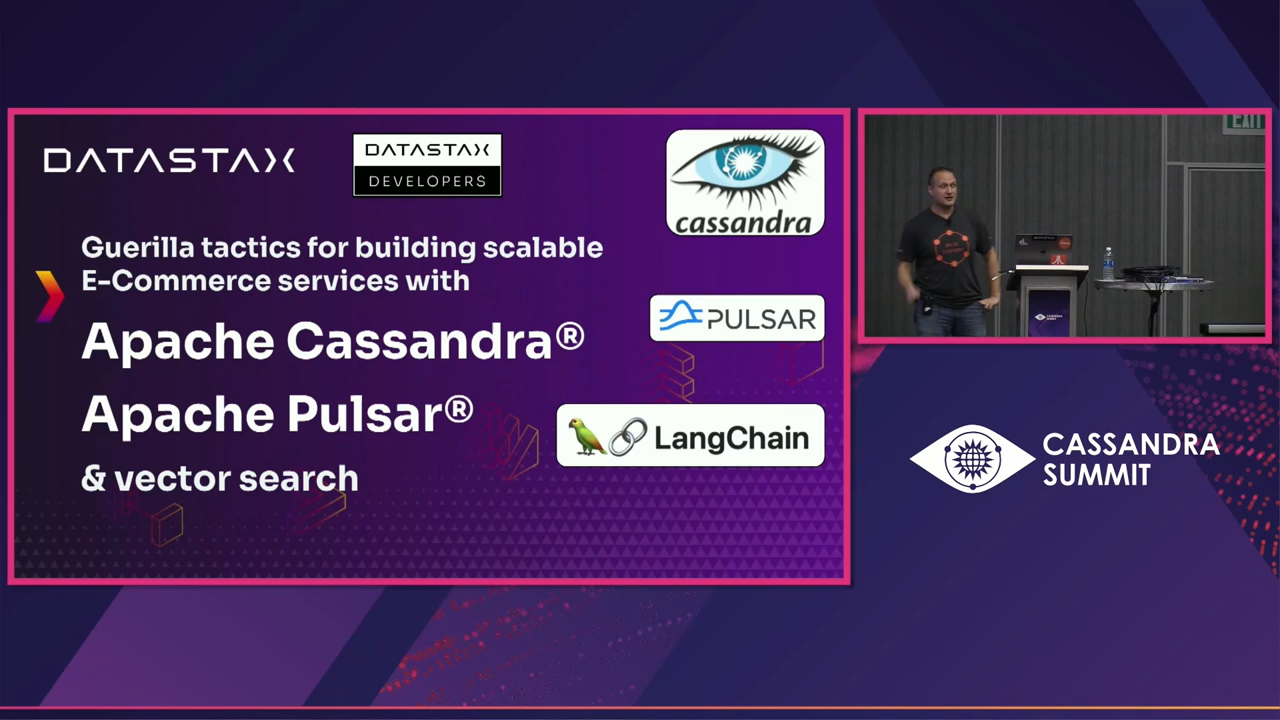 DATASTAX
DATASTAX
DEVELOPERS
cassandra
Guerilla tactics for building scalable
E-Commerce services with
Apache Cassandra®
Apache Pulsar®
& vector search
PULSAR
LangChain
EXIT
CASSANDRA
SUMMIT